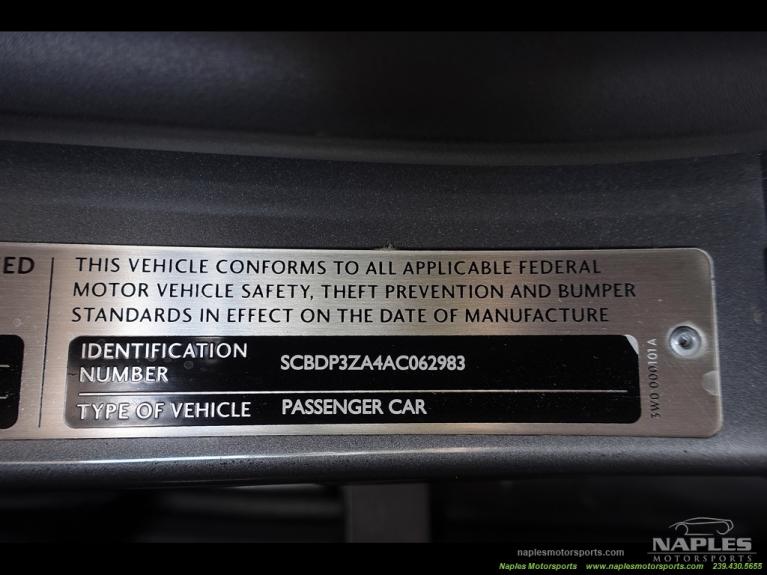 ED
THIS VEHICLE CONFORMS TO ALL APPLICABLE FEDERAL
MOTOR VEHICLE SAFETY, THEFT PREVENTION AND BUMPER
STANDARDS IN EFFECT ON THE DATE OF MANUFACTURE
IDENTIFICATION
NUMBER
SCBDP3ZA4AC062983
TYPE OF VEHICLE
PASSENGER CAR
3W0 000101A
NAPLES
MOTORSPORTS
naplesmotorsports.com
Naples Motorsports www.naplesmotorsports.com 239.430.5655